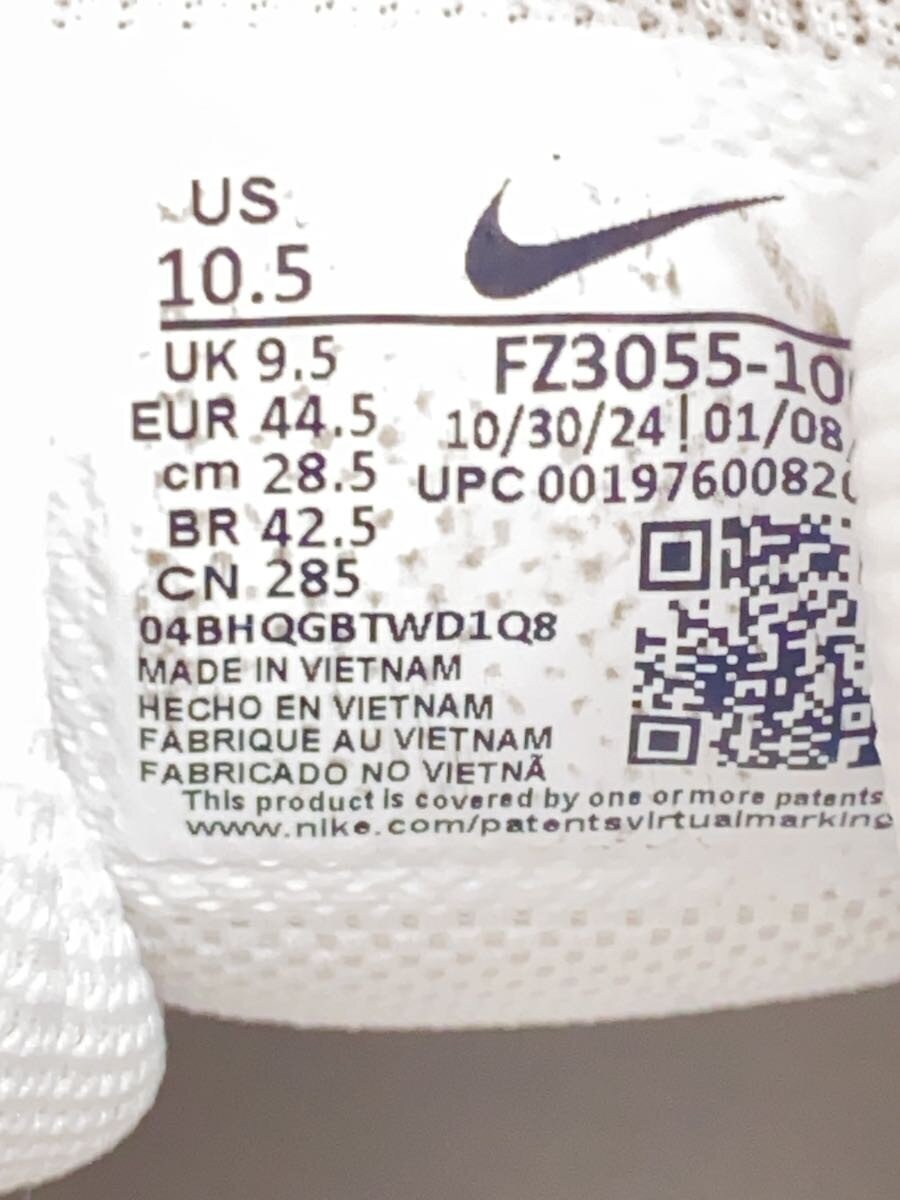 US
10.5
UK 9.5
EUR 44.5
cm 28.5
BR 42.5
CN 285
FZ3055-10
10/30/24 | 01/08/
UPC 0019760082
04BHQGBTWD1Q8
MADE IN VIETNAM
HECHO EN VIETNAM
FABRIQUE AU VIETNAM
FABRICADO NO VIETNÃ
This product is covered by one or more patents
www.nike.com/patentsvirtualmarking